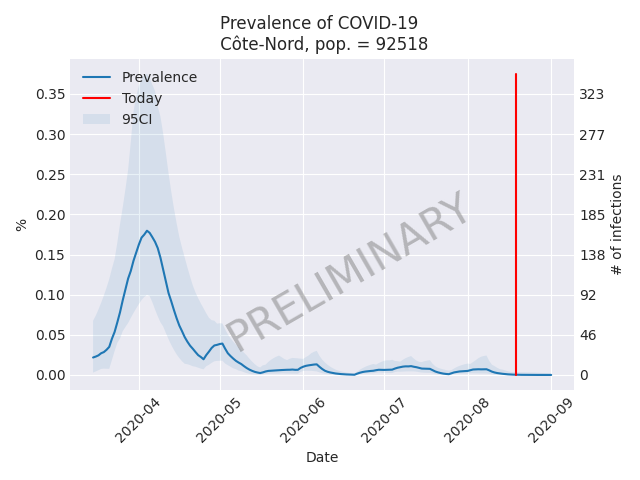 Prevalence of COVID-19
Côte-Nord, pop. = 92518
Prevalence
Today
95CI
0.35
0.30
0.25
0.20
0.15
0.10
0.05
0.00
%
323
277
231
185
138
92
46
0
# of infections
PRELIMINARY
2020-04
2020-05
2020-06
2020-07
2020-08
2020-09
Date